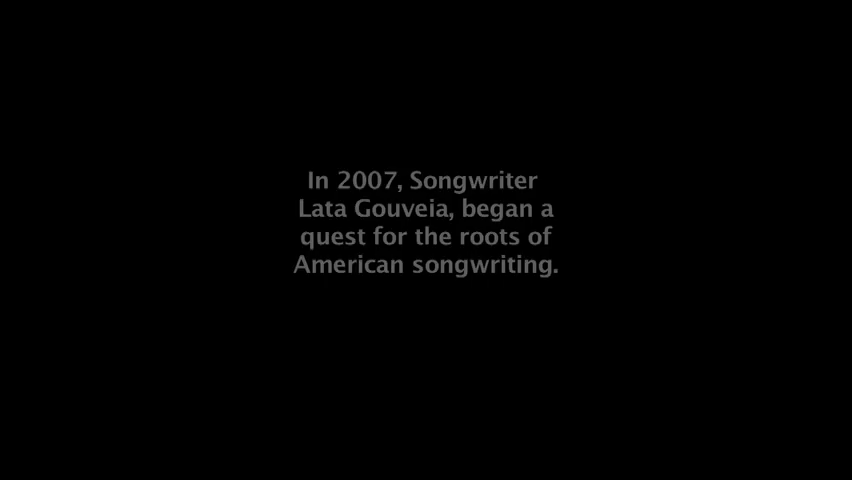 In 2007, Songwriter
Lata Gouveia, began a
quest for the roots of
American songwriting.